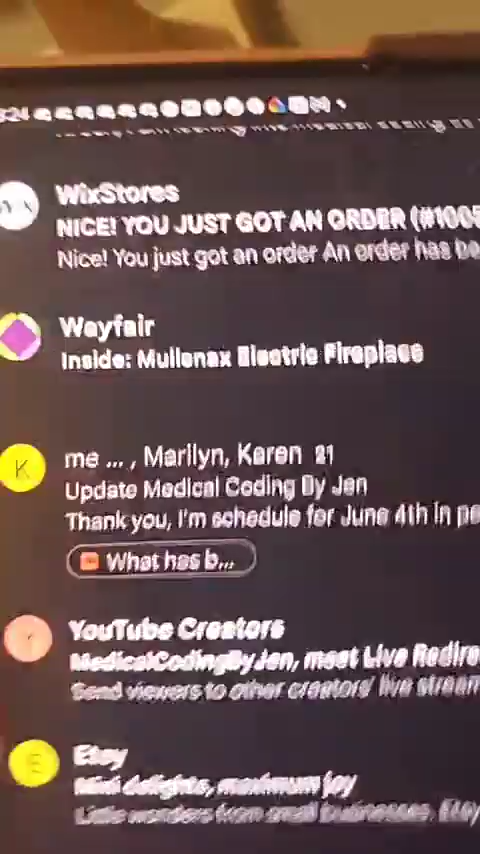 WixStores
NICE! YOU JUST GOT AN ORDER (#1005
Nice! You just got an order An order has be
Wayfair
Inside: Mullenax Electric Fireplace
K
me ... , Marilyn, Karen 21
Update Medical Coding By Jen
Thank you, I'm schedule for June 4th in pe
What has b...
Y
YouTube Creators
MedicalCodingByJen, meet Live Redire
Send viewers to other creators' live stream
E
Etsy
Mini delights, maximum joy
Little wonders from small businesses. Etsy